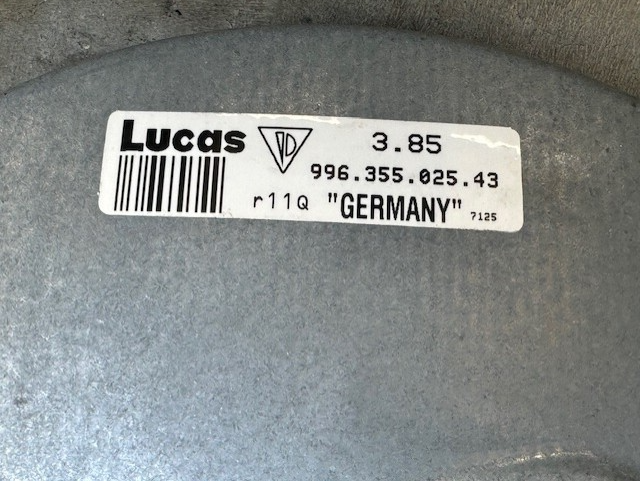 Lucas 3.85
996.355.025.43
r11Q "GERMANY" 7125